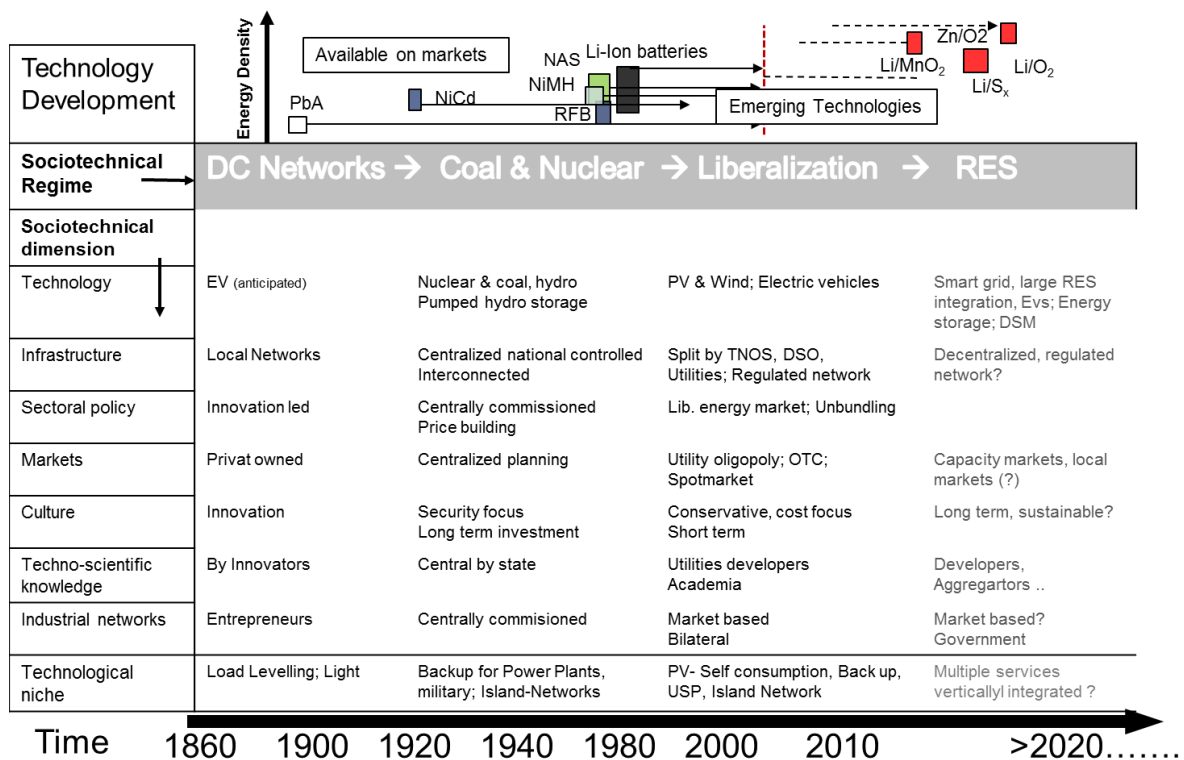 Technology
Development
Energy Density
Available on markets
PbA
NiCd
NAS
NiMH
RFB
Li-Ion batteries
Emerging Technologies
Zn/O2
Li/MnO₂
Li/Sₓ
Li/O₂
Sociotechnical
Regime
DC Networks → Coal & Nuclear → Liberalization → RES
Sociotechnical
dimension
Technology
EV (anticipated)
Nuclear & coal, hydro
Pumped hydro storage
PV & Wind; Electric vehicles
Smart grid, large RES
integration, Evs; Energy
storage; DSM
Infrastructure
Local Networks
Centralized national controlled
Interconnected
Split by TNOS, DSO,
Utilities; Regulated network
Decentralized, regulated
network?
Sectoral policy
Innovation led
Centrally commissioned
Price building
Lib. energy market; Unbundling
Markets
Privat owned
Centralized planning
Utility oligopoly; OTC;
Spotmarket
Capacity markets, local
markets (?)
Culture
Innovation
Security focus
Long term investment
Conservative, cost focus
Short term
Long term, sustainable?
Techno-scientific
knowledge
By Innovators
Central by state
Utilities developers
Academia
Developers,
Aggregartors ..
Industrial networks
Entrepreneurs
Centrally commisioned
Market based
Bilateral
Market based?
Government
Technological
niche
Load Levelling; Light
Backup for Power Plants,
military; Island-Networks
PV- Self consumption, Back up,
USP, Island Network
Multiple services
verticallyl integrated ?
Time 1860 1900 1920 1940 1980 2000 2010 >2020.......